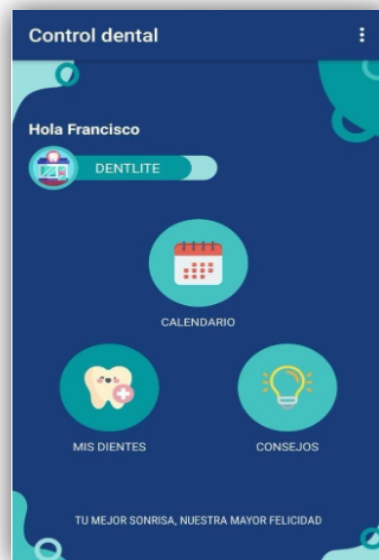 Control dental
Hola Francisco
DENTLITE
CALENDARIO
MIS DIENTES
CONSEJOS
TU MEJOR SONRISA, NUESTRA MAYOR FELICIDAD